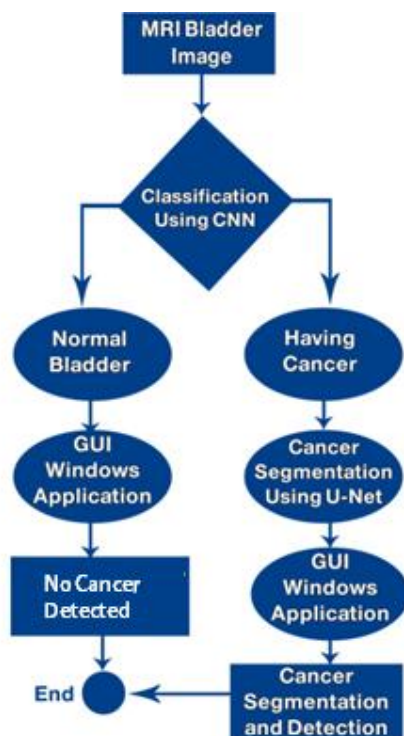 MRI Bladder
Image
Classification
Using CNN
Normal
Bladder
Having
Cancer
GUI
Windows
Application
Cancer
Segmentation
Using U-Net
No Cancer
Detected
GUI
Windows
Application
End
Cancer
Segmentation
and Detection